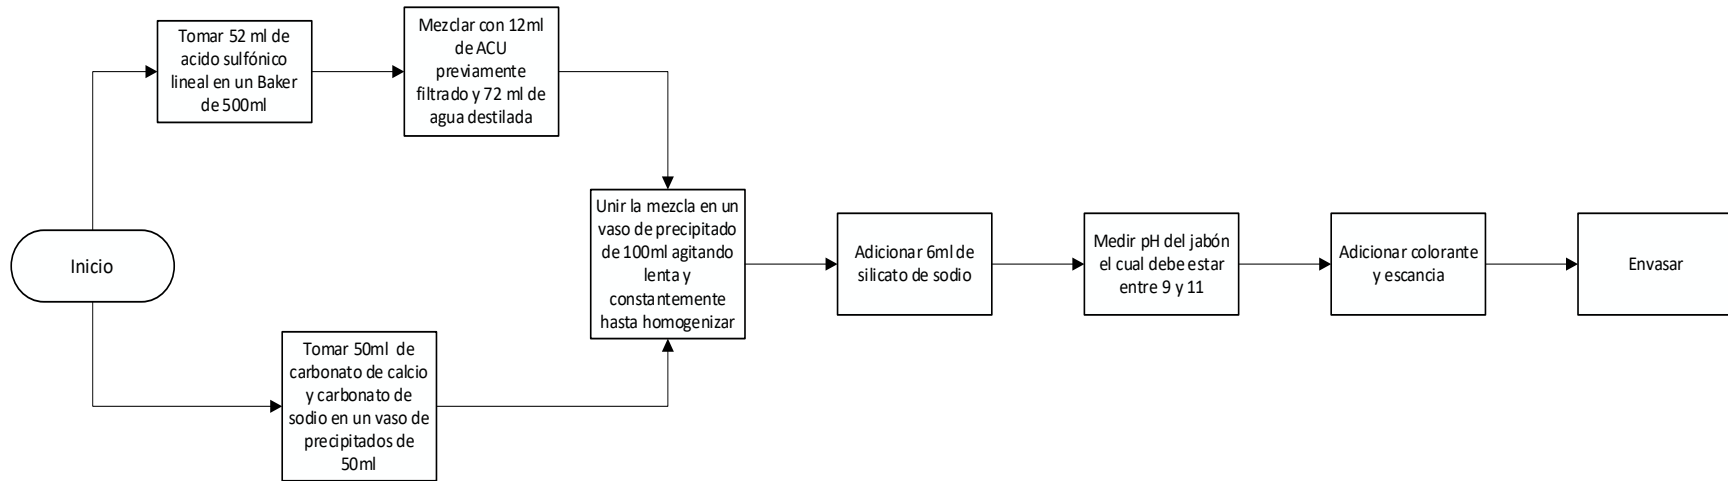 Tomar 52 ml de
acido sulfónico
lineal en un Baker
de 500ml
Mezclar con 12ml
de ACU
previamente
filtrado y 72 ml de
agua destilada
Inicio
Tomar 50ml de
carbonato de calcio
y carbonato de
sodio en un vaso de
precipitados de
50ml
Unir la mezcla en un
vaso de precipitado
de 100ml agitando
lenta y
constantemente
hasta homogenizar
Adicionar 6ml de
silicato de sodio
Medir pH del jabón
el cual debe estar
entre 9 y 11
Adicionar colorante
y escancia
Envasar